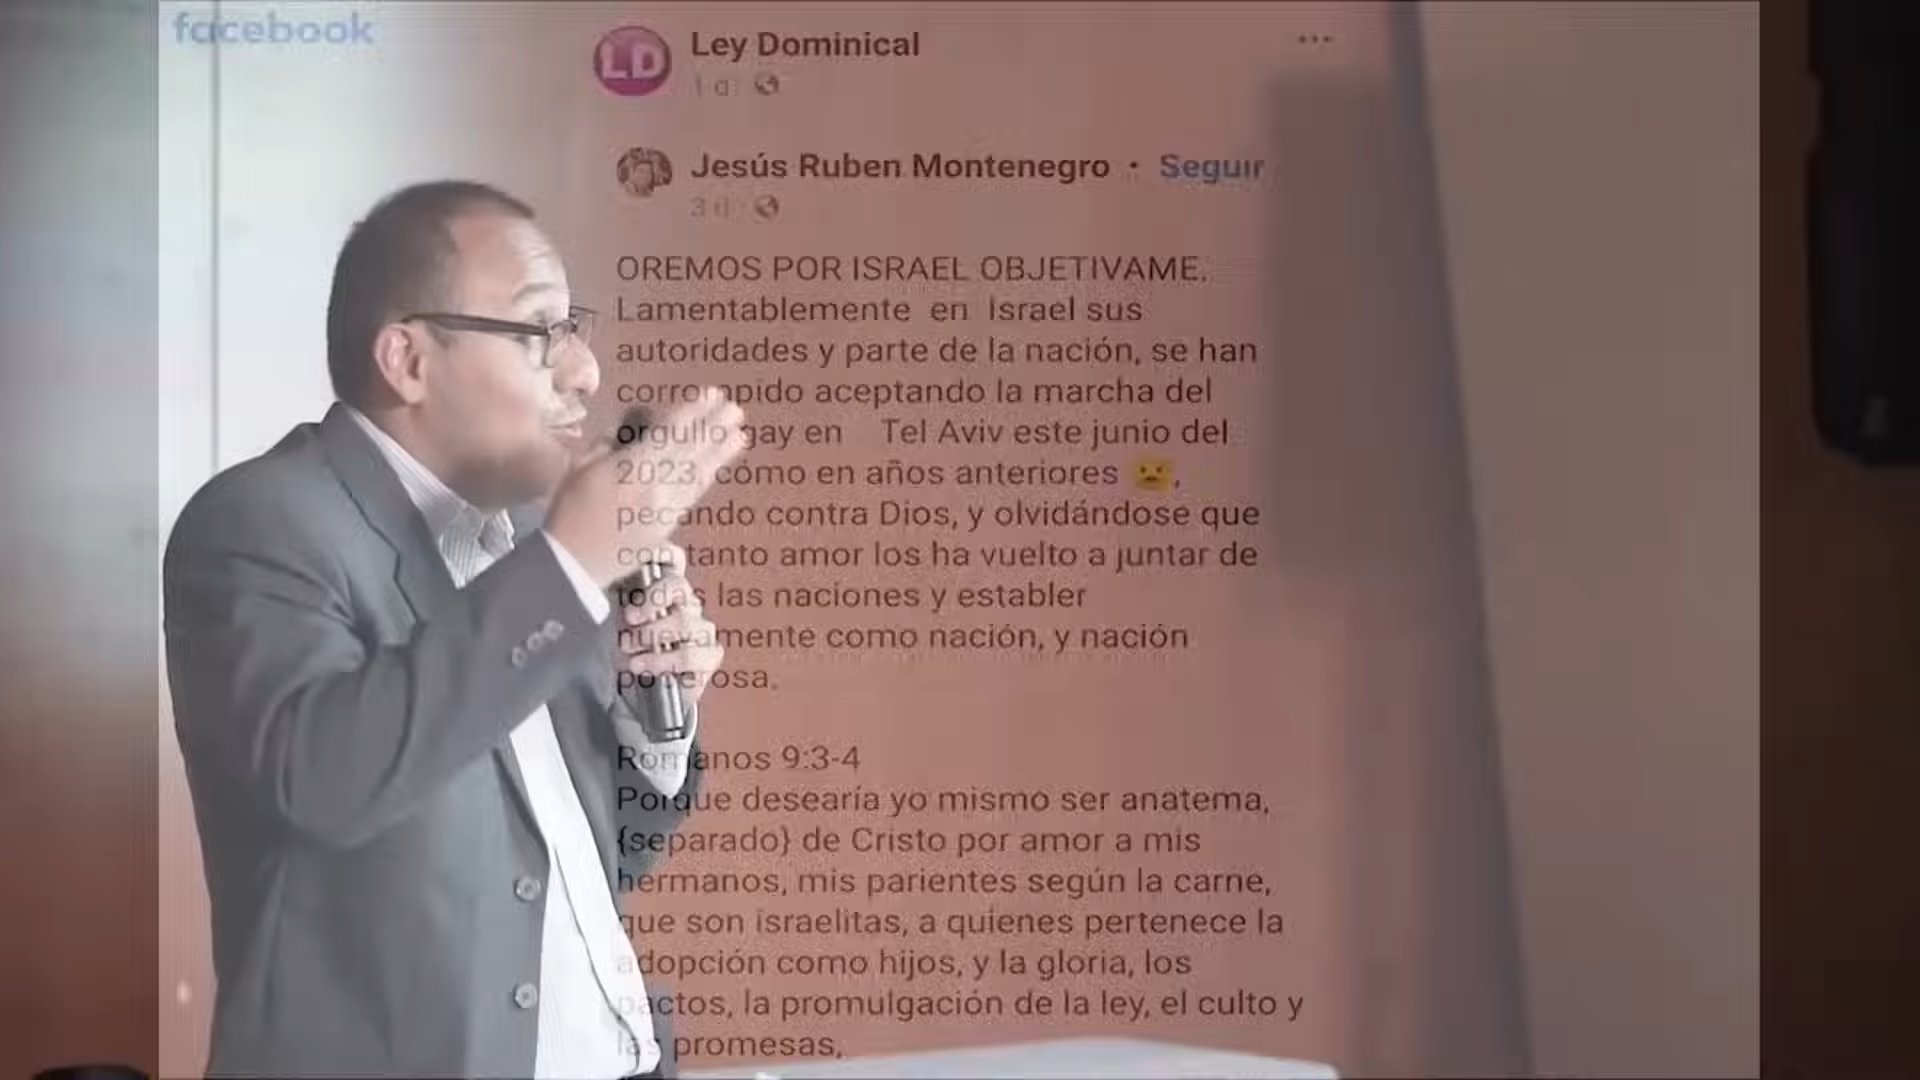 facebook
LD
Ley Dominical
1 d
Jesús Ruben Montenegro · Seguir
3 d
OREMOS POR ISRAEL OBJETIVAME.
Lamentablemente en Israel sus
autoridades y parte de la nación, se han
corrompido aceptando la marcha del
orgullo gay en Tel Aviv este junio del
2023, cómo en años anteriores 😢,
pecando contra Dios, y olvidándose que
con tanto amor los ha vuelto a juntar de
todas las naciones y establer
nuevamente como nación, y nación
poderosa.
Romanos 9:3-4
Porque desearía yo mismo ser anatema,
{separado} de Cristo por amor a mis
hermanos, mis parientes según la carne,
que son israelitas, a quienes pertenece la
adopción como hijos, y la gloria, los
pactos, la promulgación de la ley, el culto y
las promesas,